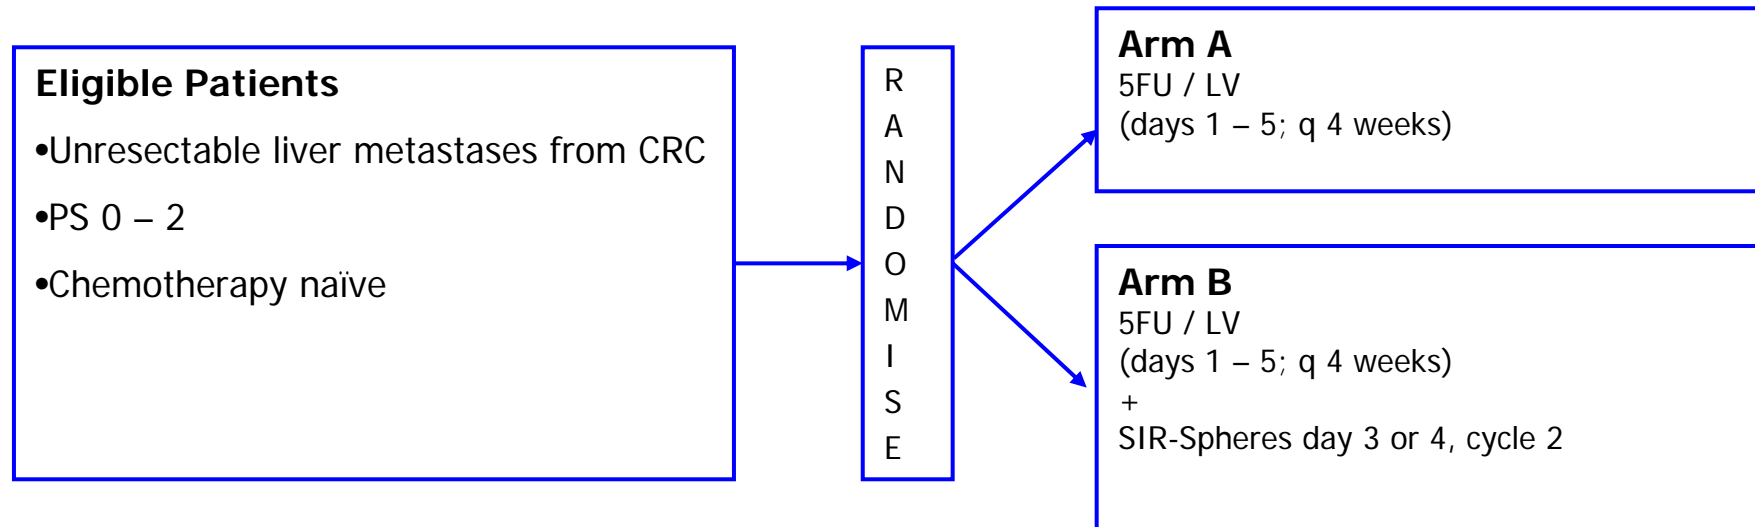 Eligible Patients
•Unresectable liver metastases from CRC
•PS 0 – 2
•Chemotherapy naïve
R
A
N
D
O
M
I
S
E
Arm A
5FU / LV
(days 1 – 5; q 4 weeks)
Arm B
5FU / LV
(days 1 – 5; q 4 weeks)
+
SIR-Spheres day 3 or 4, cycle 2